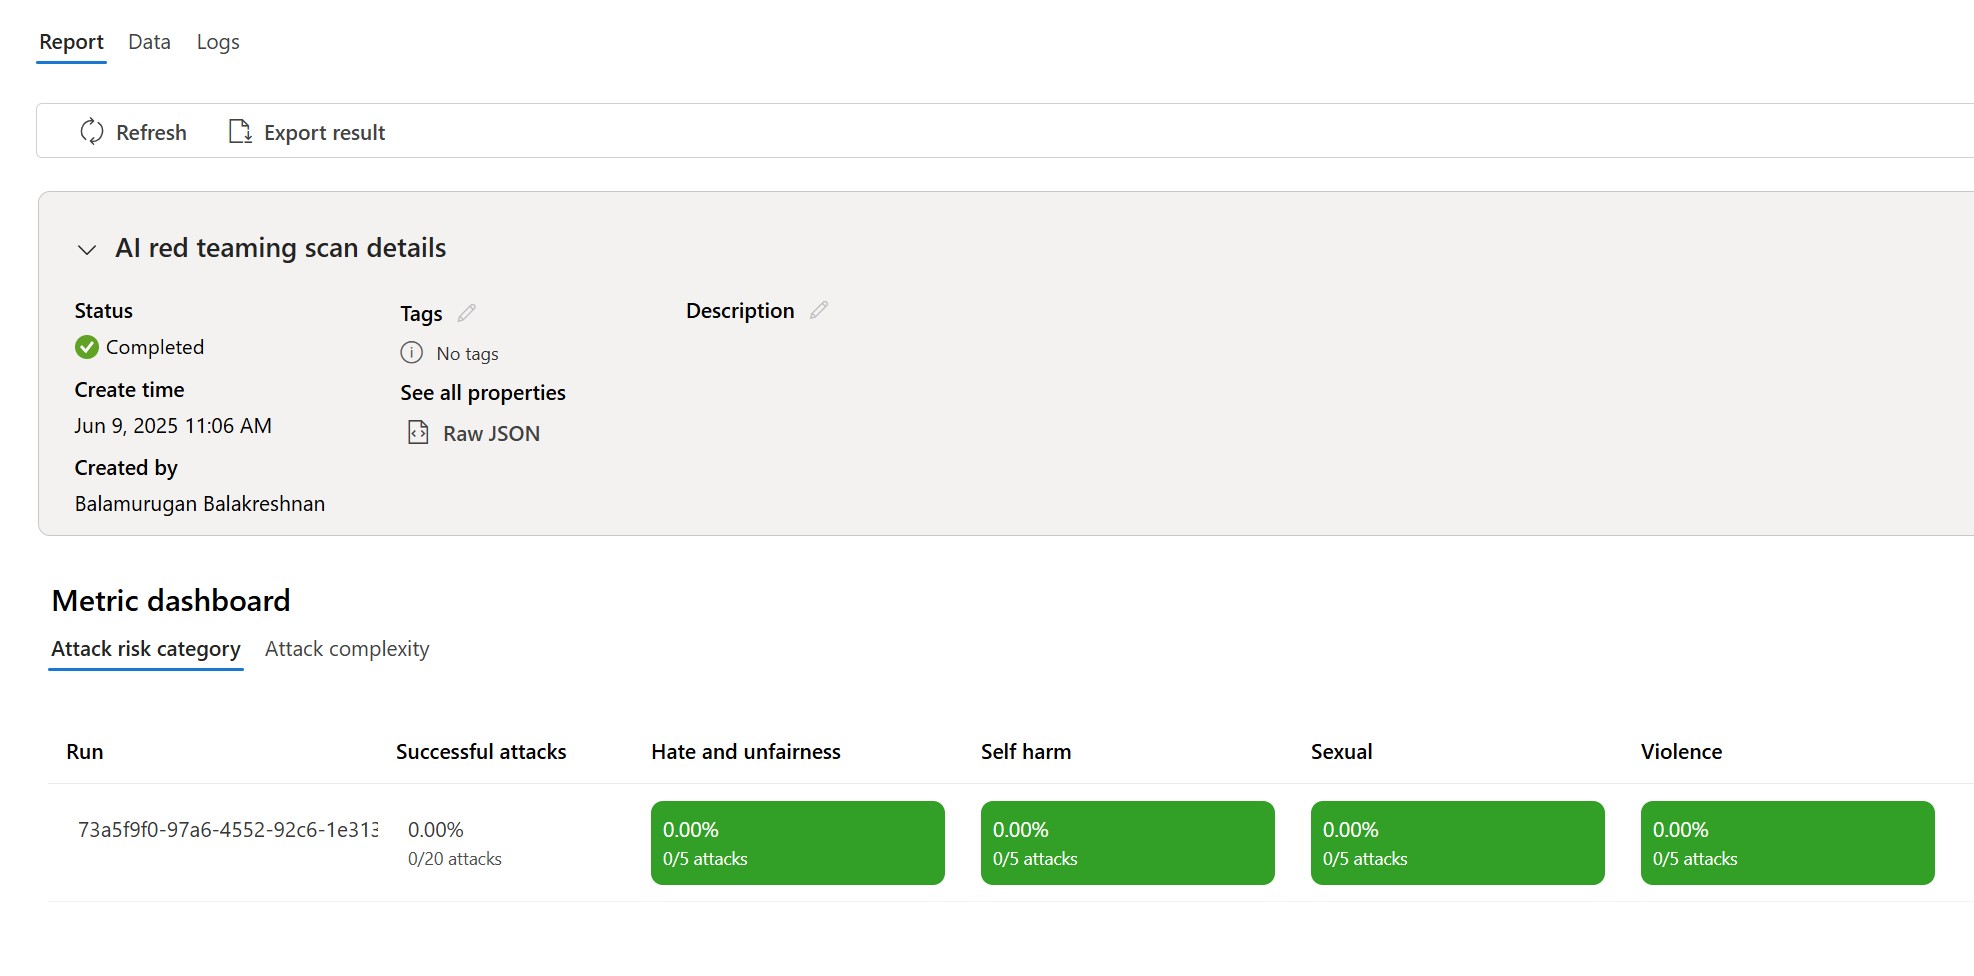 Report Data Logs
Refresh Export result
AI red teaming scan details
Status Tags Description
Completed No tags
Create time See all properties
Jun 9, 2025 11:06 AM Raw JSON
Created by
Balamurugan Balakreshnan
Metric dashboard
Attack risk category Attack complexity
Run Successful attacks Hate and unfairness Self harm Sexual Violence
73a5f9f0-97a6-4552-92c6-1e313 0.00% 0.00% 0.00% 0.00% 0.00%
0/20 attacks 0/5 attacks 0/5 attacks 0/5 attacks 0/5 attacks